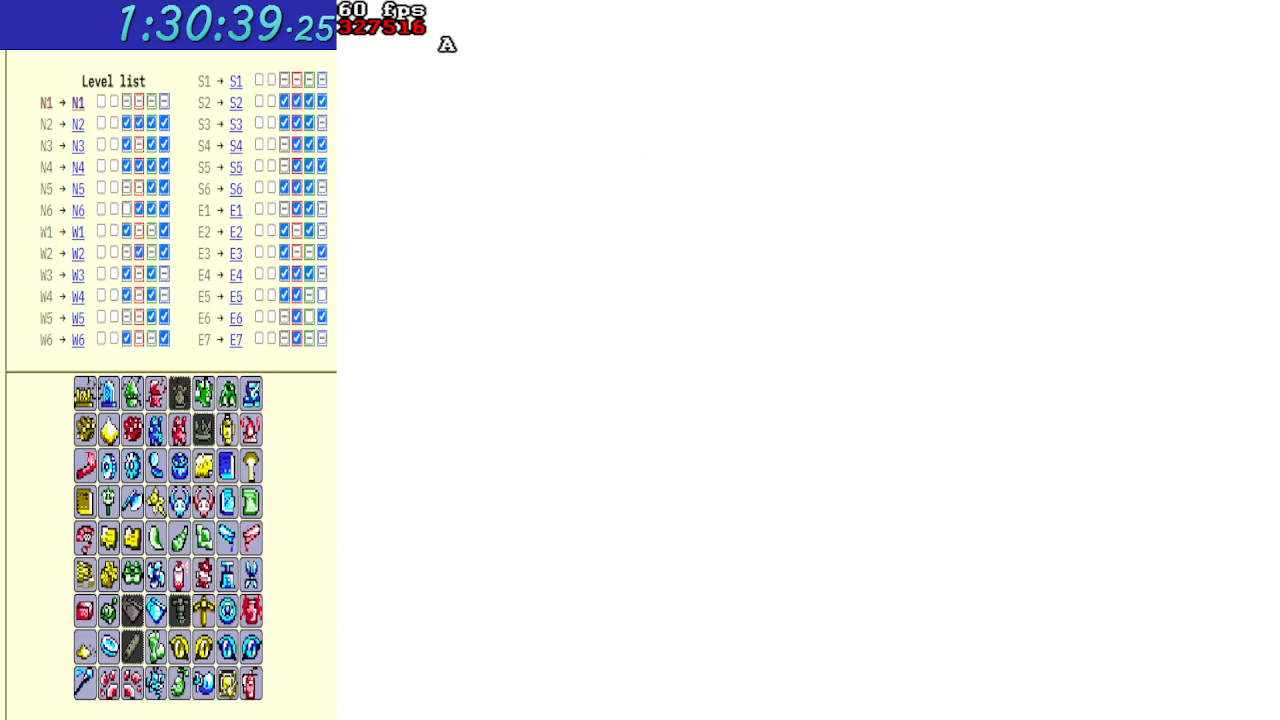 1:30:39.25
60 fps
327516
A
Level list
N1 → N1
N2 → N2
N3 → N3
N4 → N4
N5 → N5
N6 → N6
W1 → W1
W2 → W2
W3 → W3
W4 → W4
W5 → W5
W6 → W6
S1 → S1
S2 → S2
S3 → S3
S4 → S4
S5 → S5
S6 → S6
E1 → E1
E2 → E2
E3 → E3
E4 → E4
E5 → E5
E6 → E6
E7 → E7